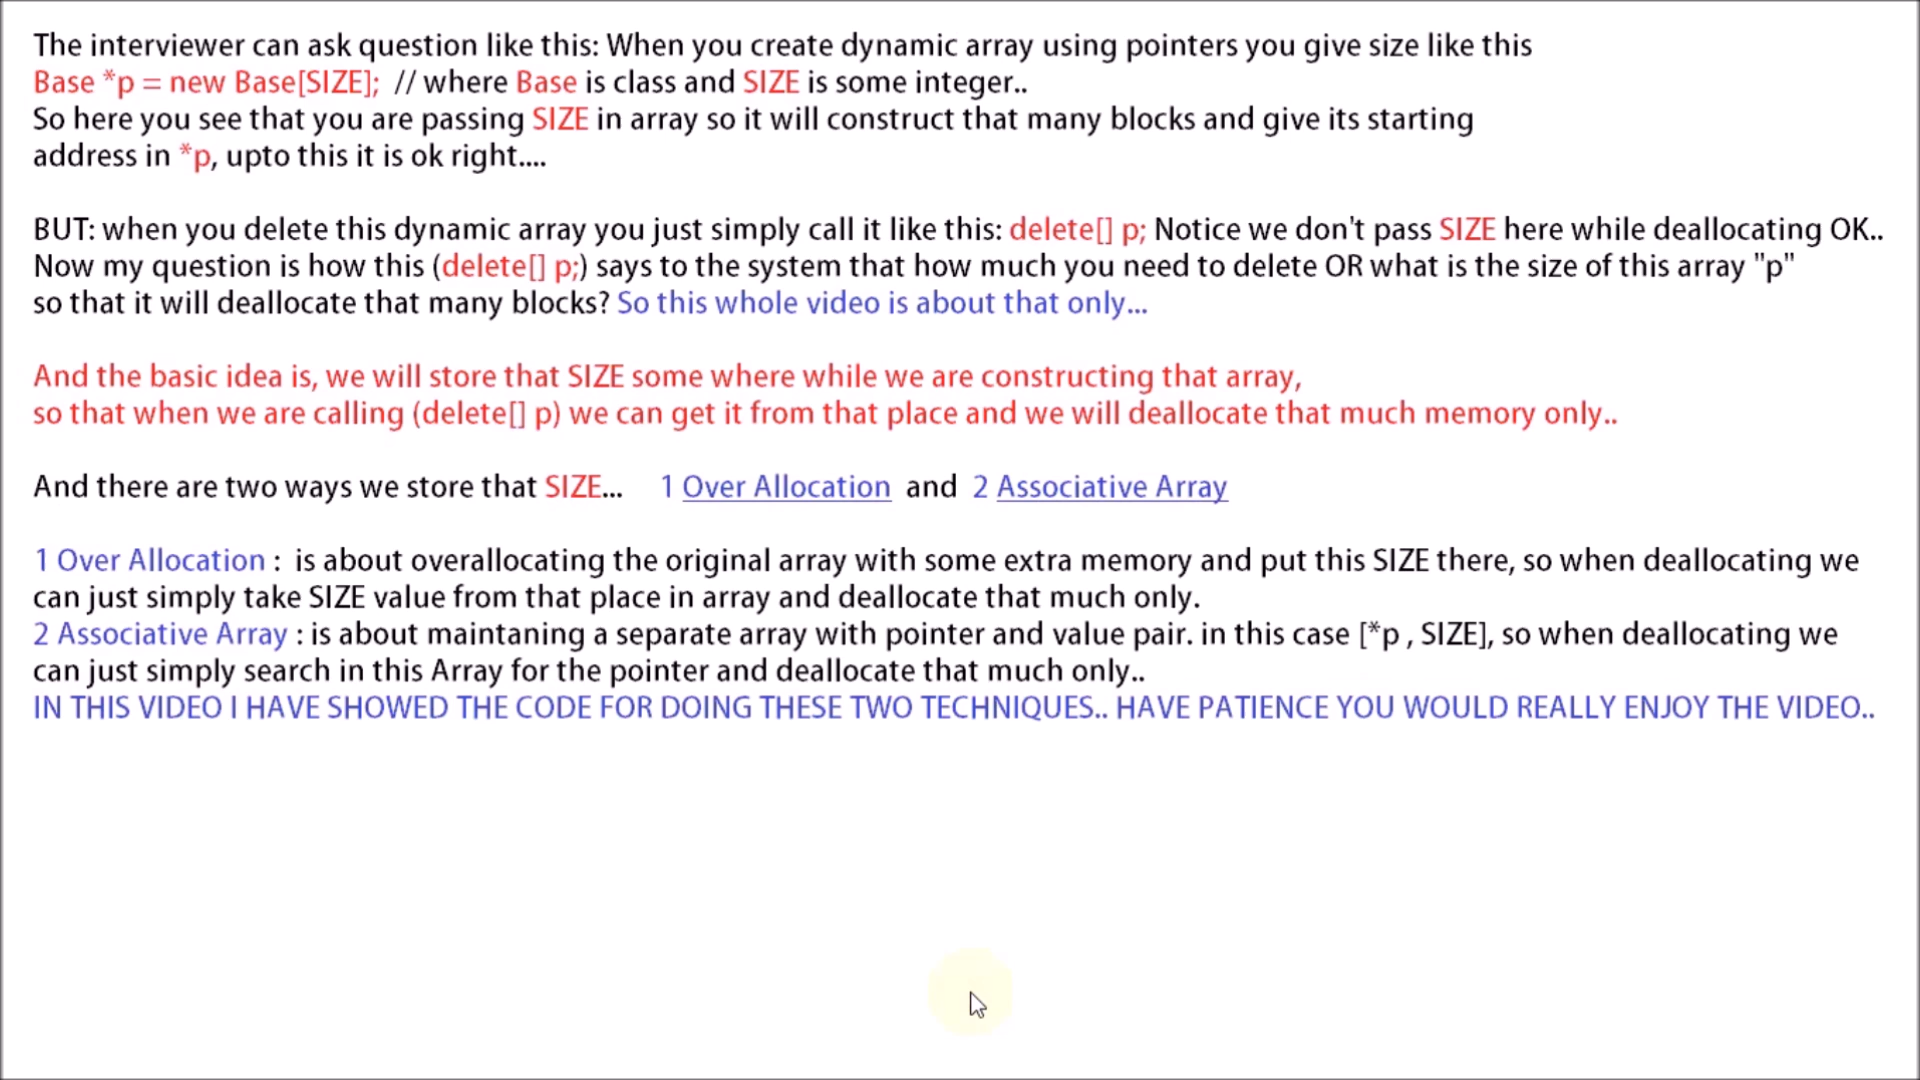 The interviewer can ask question like this: When you create dynamic array using pointers you give size like this
Base *p = new Base[SIZE];  // where Base is class and SIZE is some integer..
So here you see that you are passing SIZE in array so it will construct that many blocks and give its starting
address in *p, upto this it is ok right....
BUT: when you delete this dynamic array you just simply call it like this: delete[] p; Notice we don't pass SIZE here while deallocating OK..
Now my question is how this (delete[] p;) says to the system that how much you need to delete OR what is the size of this array "p"
so that it will deallocate that many blocks? So this whole video is about that only...
And the basic idea is, we will store that SIZE some where while we are constructing that array,
so that when we are calling (delete[] p) we can get it from that place and we will deallocate that much memory only..
And there are two ways we store that SIZE...    1 Over Allocation  and  2 Associative Array
1 Over Allocation :  is about overallocating the original array with some extra memory and put this SIZE there, so when deallocating we
can just simply take SIZE value from that place in array and deallocate that much only.
2 Associative Array : is about maintaning a separate array with pointer and value pair. in this case [*p , SIZE], so when deallocating we
can just simply search in this Array for the pointer and deallocate that much only..
IN THIS VIDEO I HAVE SHOWED THE CODE FOR DOING THESE TWO TECHNIQUES.. HAVE PATIENCE YOU WOULD REALLY ENJOY THE VIDEO..